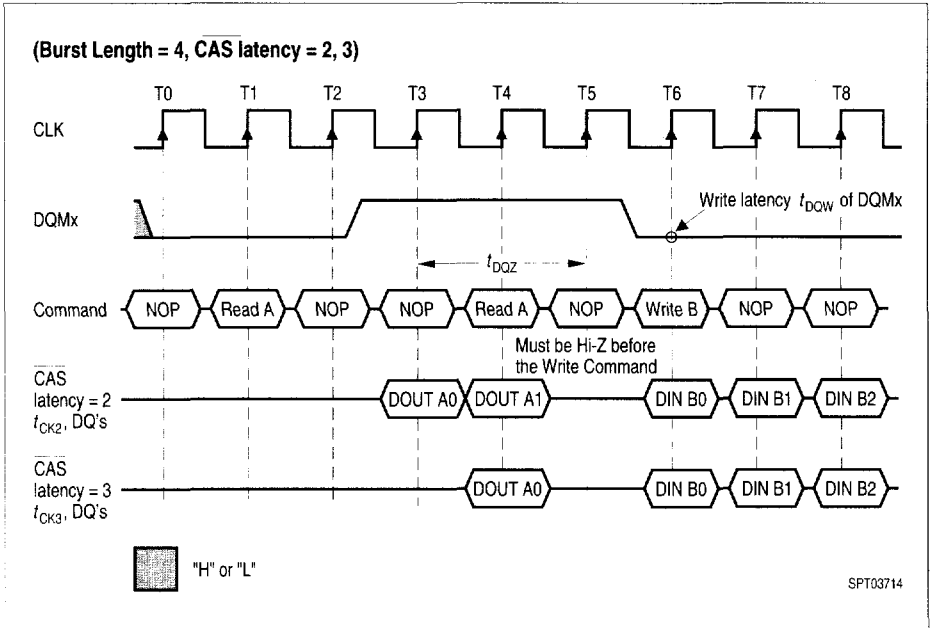 (Burst Length = 4, CAS latency = 2, 3)
T0 T1 T2 T3 T4 T5 T6 T7 T8
CLK
Write latency tDQW of DQMx
DQMx
tDQZ
Command NOP Read A NOP NOP Read A NOP Write B NOP NOP
Must be Hi-Z before
the Write Command
CAS
latency = 2
tCK2, DQ's
DOUT A0 DOUT A1 DIN B0 DIN B1 DIN B2
CAS
latency = 3
tCK3, DQ's
DOUT A0 DIN B0 DIN B1 DIN B2
"H" or "L"
SPT03714